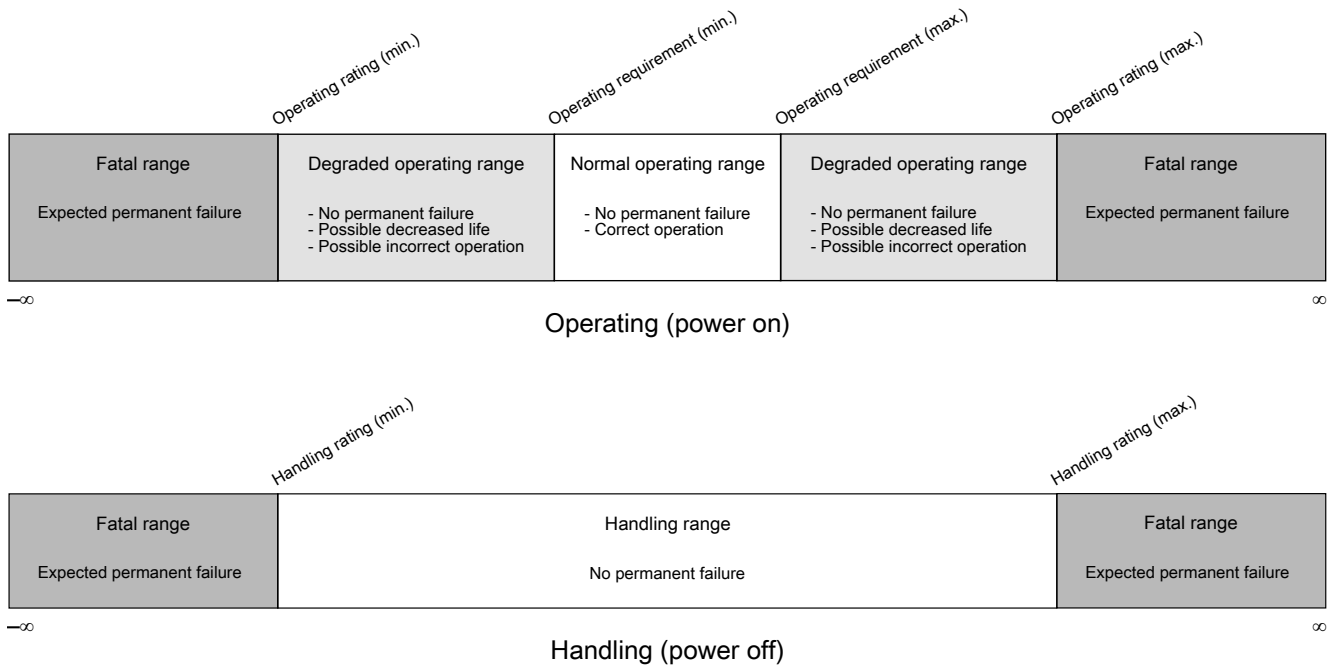 Operating rating (min.)
Operating requirement (min.)
Operating requirement (max.)
Operating rating (max.)
Fatal range
Expected permanent failure
Degraded operating range
- No permanent failure
- Possible decreased life
- Possible incorrect operation
Normal operating range
- No permanent failure
- Correct operation
Degraded operating range
- No permanent failure
- Possible decreased life
- Possible incorrect operation
Fatal range
Expected permanent failure
–∞
∞
Operating (power on)
Handling rating (min.)
Handling rating (max.)
Fatal range
Expected permanent failure
Handling range
No permanent failure
Fatal range
Expected permanent failure
–∞
∞
Handling (power off)